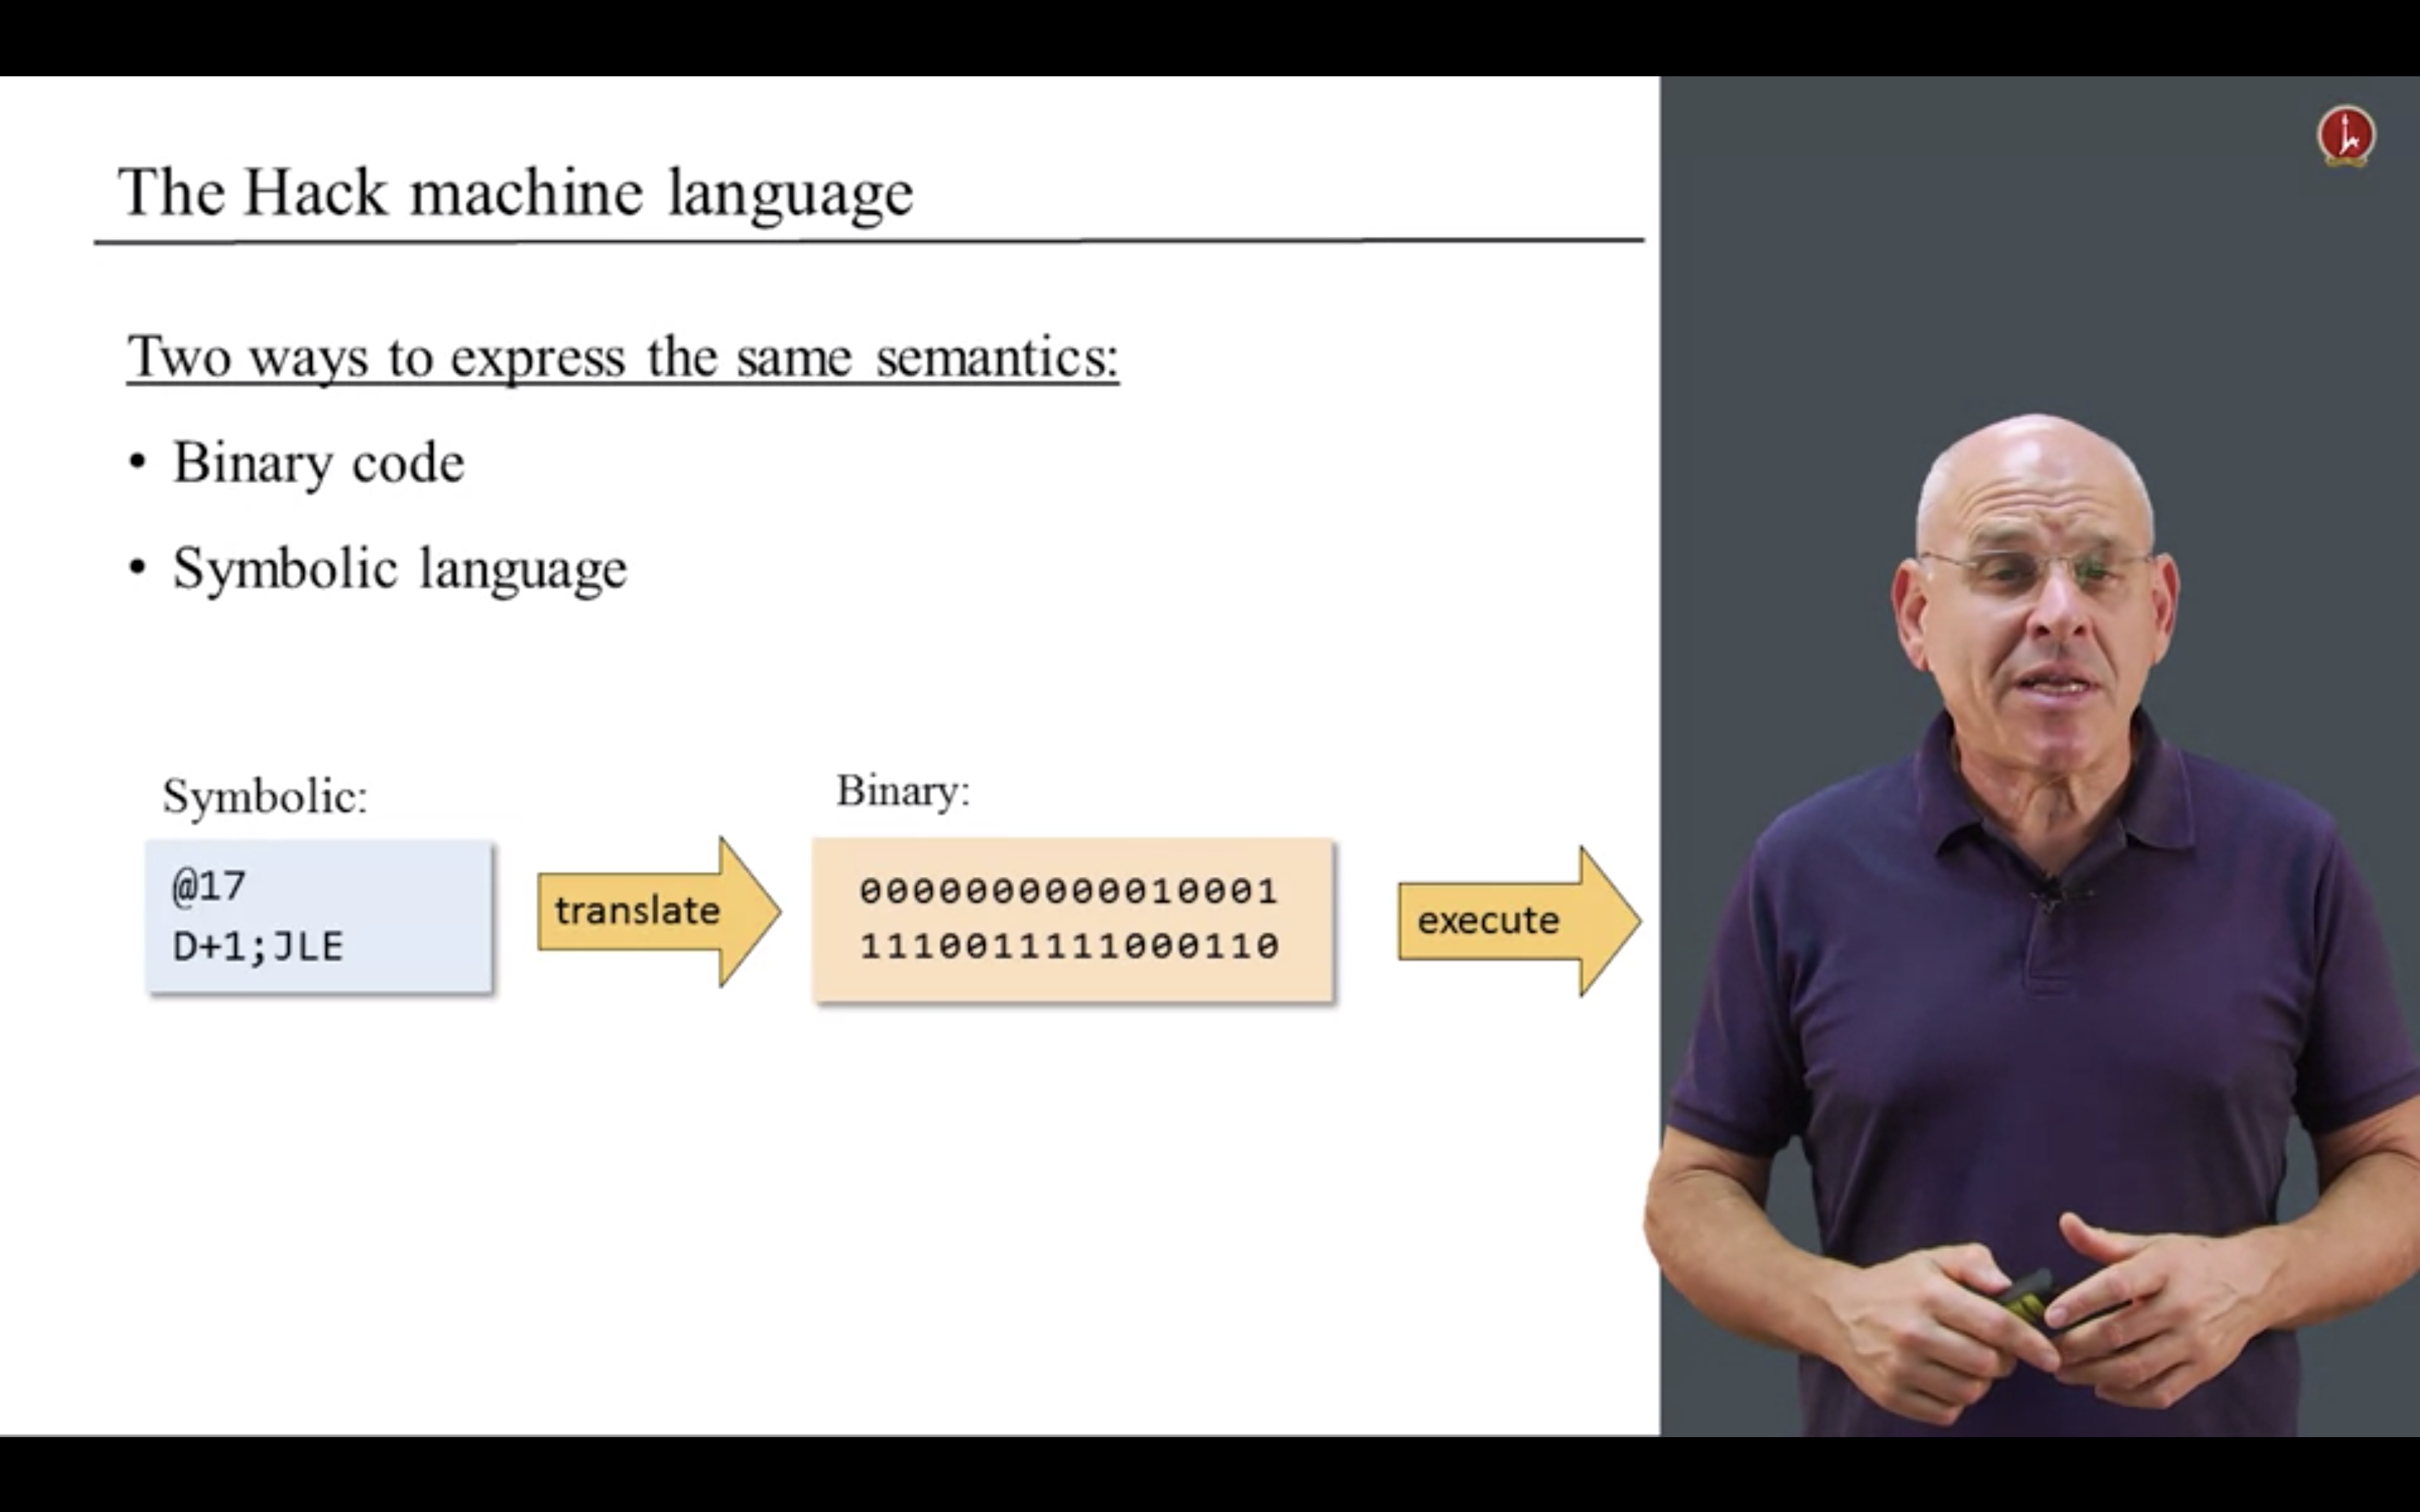 The Hack machine language
Two ways to express the same semantics:
• Binary code
• Symbolic language
Symbolic:
@17
D+1;JLE
translate
Binary:
0000000000010001
1110011111000110
execute